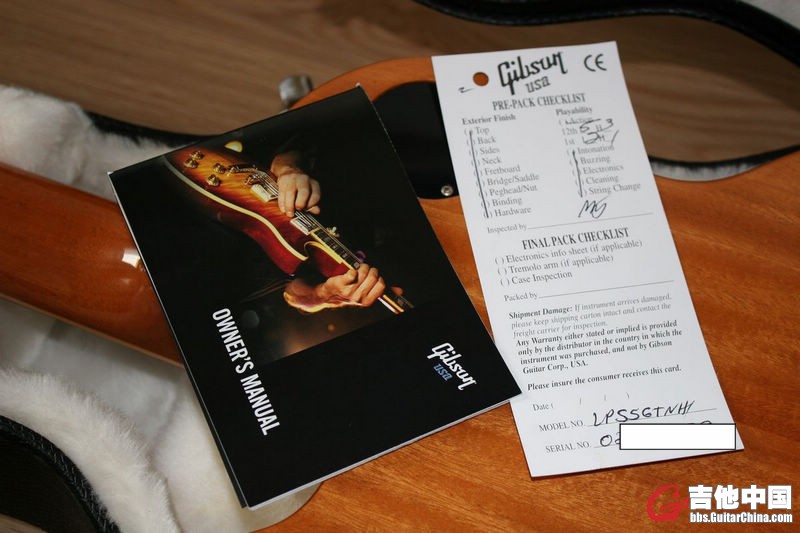 OWNER'S MANUAL
Gibson
USA
Gibson
USA
CE
PRE-PACK CHECKLIST
Exterior Finish
( ) Top
( ) Back
( ) Sides
( ) Neck
( ) Fretboard
( ) Bridge/Saddle
( ) Peghead/Nut
( ) Binding
( ) Hardware
Playability
( ) Action
12th
1st
( ) Intonation
( ) Buzzing
( ) Electronics
( ) Cleaning
( ) String Change
Inspected by
FINAL PACK CHECKLIST
( ) Electronics info sheet (if applicable)
( ) Tremolo arm (if applicable)
( ) Case Inspection
Packed by
Shipment Damage: If instrument arrives damaged,
please keep shipping carton intact and contact the
freight carrier for inspection.
Any Warranty either stated or implied is provided
only by the distributor in the country in which the
instrument was purchased, and not by Gibson
Guitar Corp., USA.
Please insure the consumer receives this card.
Date ( / / )
MODEL NO. LPS5GTNH1
SERIAL NO. 02
吉他中国
bbs.GuitarChina.com